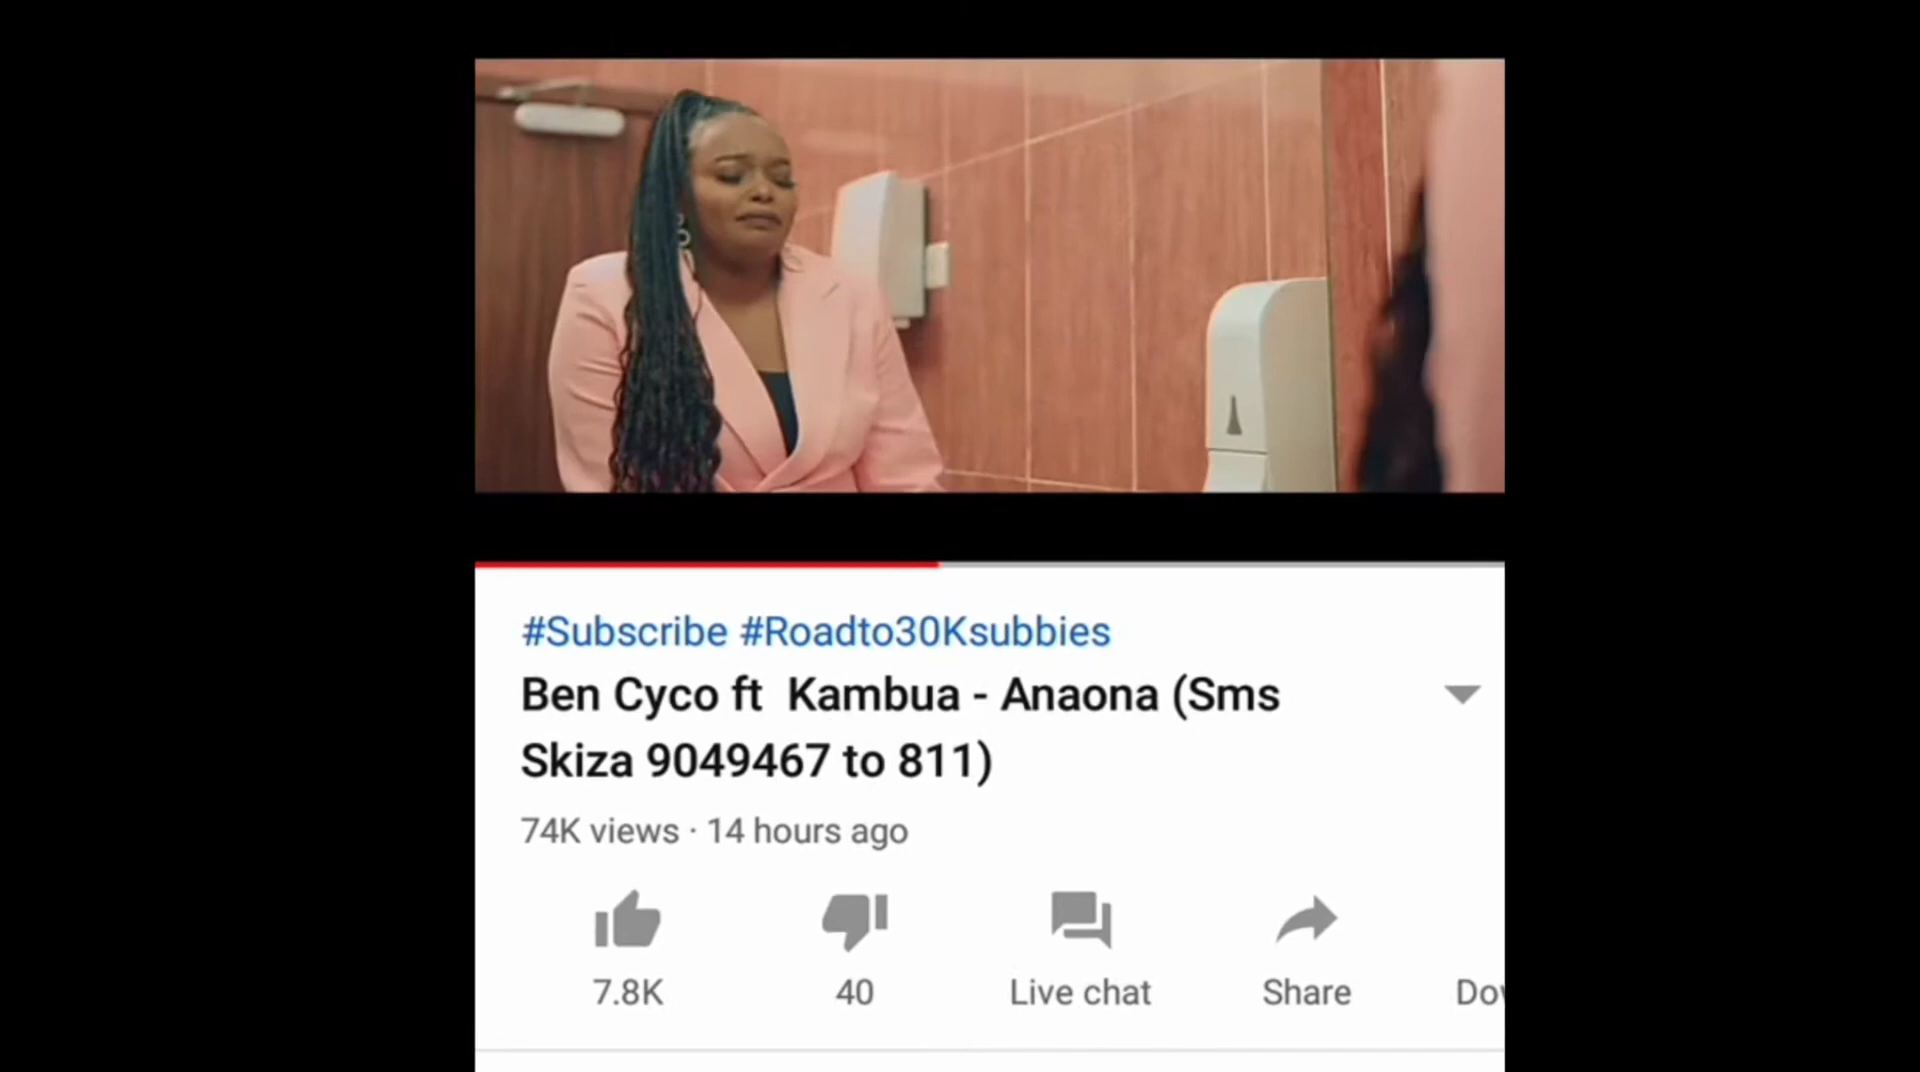 #Subscribe #Roadto30Ksubbies
Ben Cyco ft Kambua - Anaona (Sms
Skiza 9049467 to 811)
74K views · 14 hours ago
7.8K 40 Live chat Share